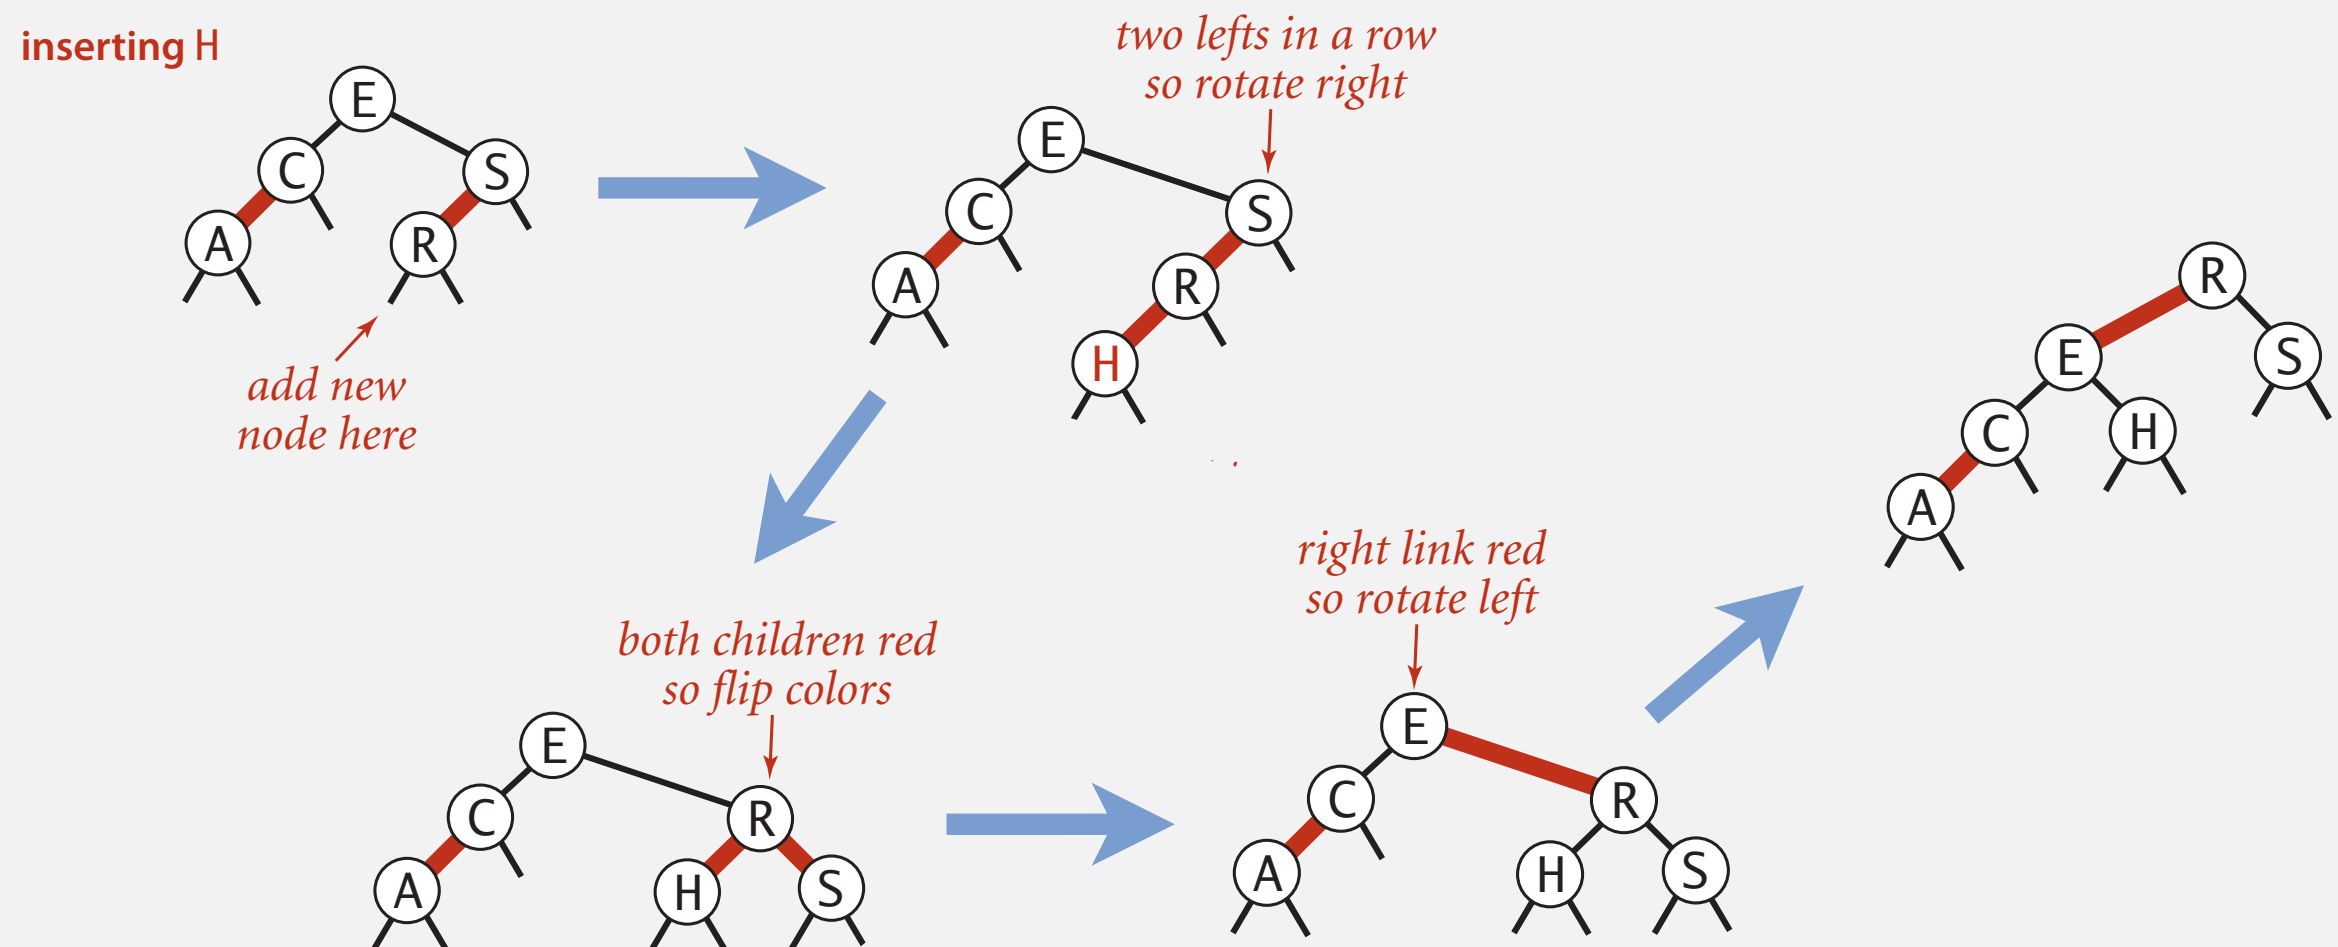 inserting H
E
C
S
A
R
add new
node here
two lefts in a row
so rotate right
E
C
S
A
R
H
both children red
so flip colors
E
C
R
A
H
S
right link red
so rotate left
E
C
R
A
H
S
R
E
S
C
H
A